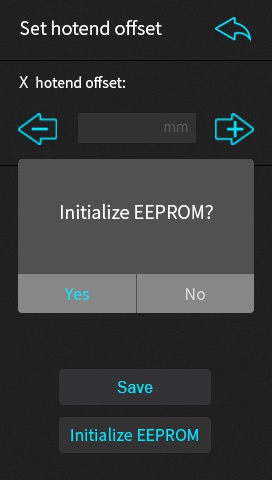 Set hotend offset
X hotend offset:
mm
Initialize EEPROM?
Yes No
Save
Initialize EEPROM